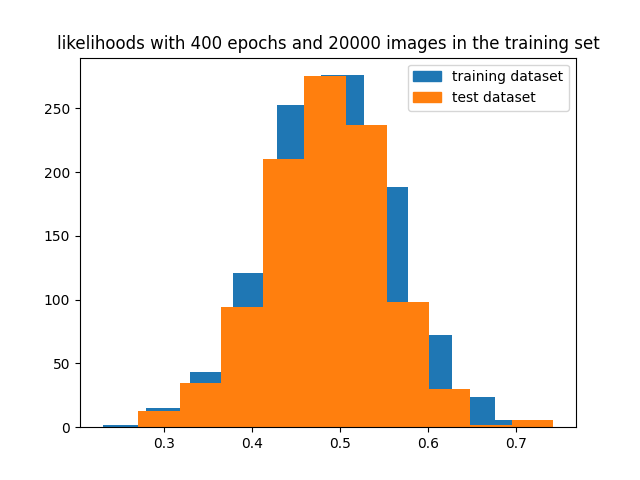 likelihoods with 400 epochs and 20000 images in the training set
training dataset
test dataset
250
200
150
100
50
0
0.3 0.4 0.5 0.6 0.7